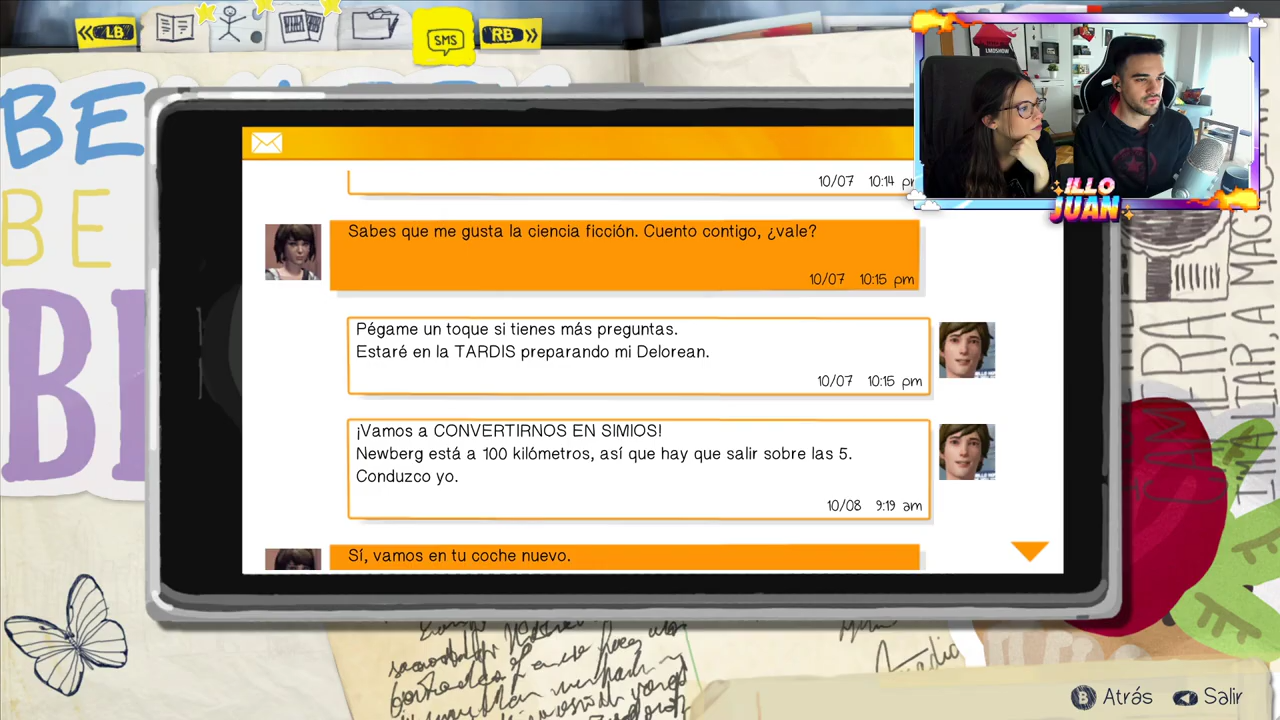 LB
SMS
RB
BE
BE
10/07 10:14 pm
Sabes que me gusta la ciencia ficción. Cuento contigo, ¿vale?
10/07 10:15 pm
Pégame un toque si tienes más preguntas.
Estaré en la TARDIS preparando mi Delorean.
10/07 10:15 pm
¡Vamos a CONVERTIRNOS EN SIMIOS!
Newberg está a 100 kilómetros, así que hay que salir sobre las 5.
Conduzco yo.
10/08 9:19 am
Sí, vamos en tu coche nuevo.
ILLO
JUAN
B Atrás
Salir